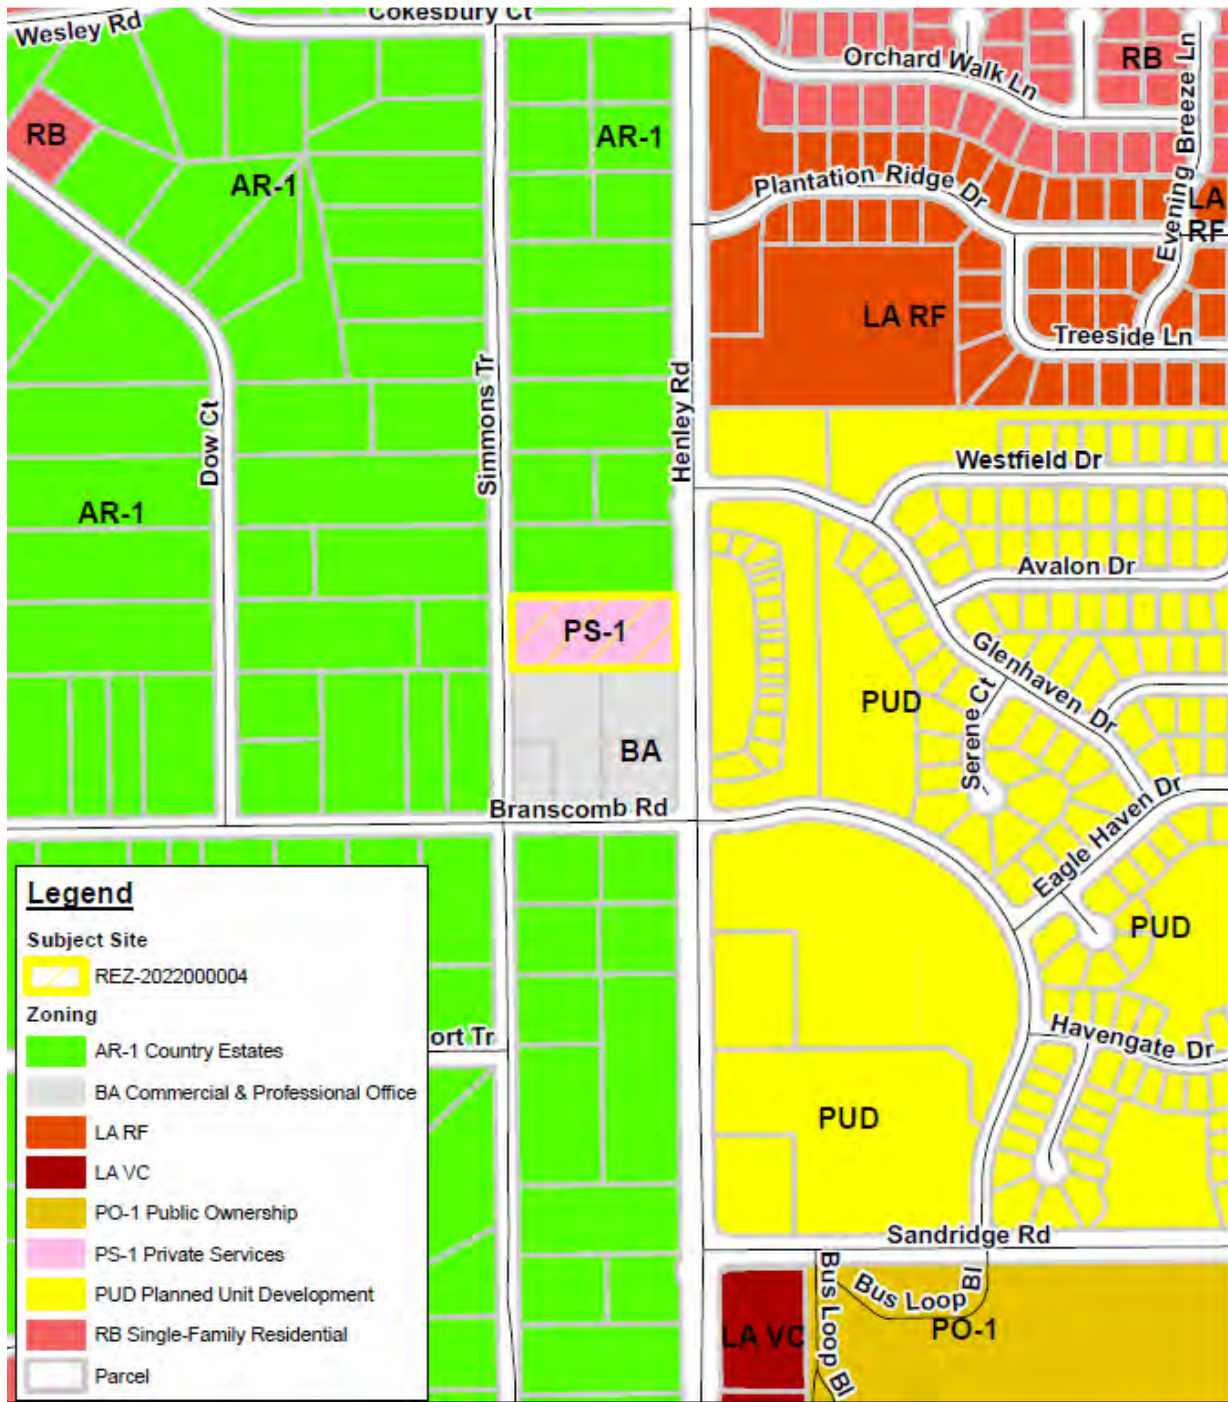 Cokesbury Ct
Wesley Rd
Orchard Walk Ln
RB
RB
AR-1
AR-1
Evening Breeze Ln
Plantation Ridge Dr
LA
RF
LA RF
Treeside Ln
Simmons Tr
Henley Rd
Dow Ct
AR-1
Westfield Dr
Avalon Dr
PS-1
Glenhaven Dr
Serene Ct
PUD
BA
Branscomb Rd
Eagle Haven Dr
PUD
Havengate Dr
ort Tr
PUD
Sandridge Rd
Bus Loop Bl
Bus Loop Bl
LA VC
PO-1
Legend
Subject Site
REZ-2022000004
Zoning
AR-1 Country Estates
BA Commercial & Professional Office
LA RF
LA VC
PO-1 Public Ownership
PS-1 Private Services
PUD Planned Unit Development
RB Single-Family Residential
Parcel